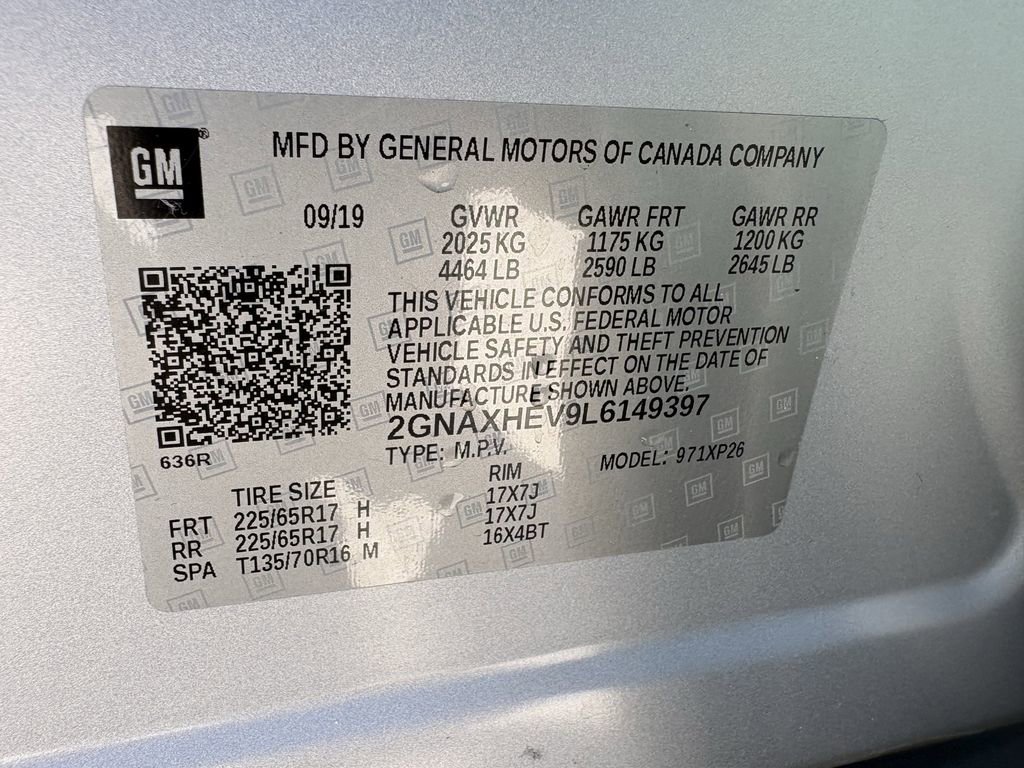 GM®
MFD BY GENERAL MOTORS OF CANADA COMPANY
09/19 GVWR GAWR FRT GAWR RR
2025 KG 1175 KG 1200 KG
4464 LB 2590 LB 2645 LB
THIS VEHICLE CONFORMS TO ALL
APPLICABLE U.S. FEDERAL MOTOR
VEHICLE SAFETY AND THEFT PREVENTION
STANDARDS IN EFFECT ON THE DATE OF
MANUFACTURE SHOWN ABOVE.
2GNAXHEV9L6149397
636R
TYPE: M.P.V. MODEL: 971XP26
TIRE SIZE RIM
FRT 225/65R17 H 17X7J
RR 225/65R17 H 17X7J
SPA T135/70R16 M 16X4BT